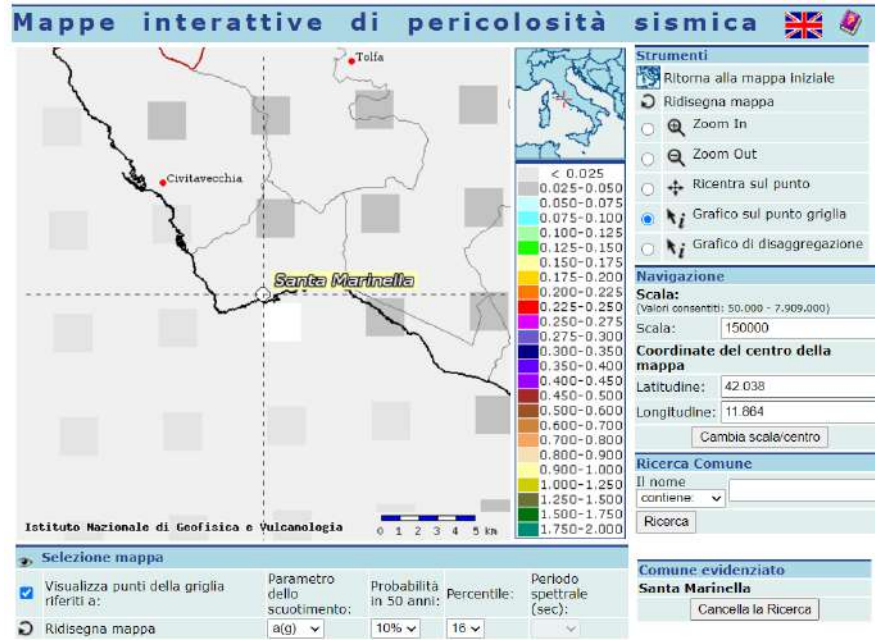 Mappe interattive di pericolosità sismica
Tolfa
Civitavecchia
Santa Marinella
Istituto Nazionale di Geofisica e Vulcanologia
0 1 2 3 4 5 km
< 0.025
0.025-0.050
0.050-0.075
0.075-0.100
0.100-0.125
0.125-0.150
0.150-0.175
0.175-0.200
0.200-0.225
0.225-0.250
0.250-0.275
0.275-0.300
0.300-0.350
0.350-0.400
0.400-0.450
0.450-0.500
0.500-0.600
0.600-0.700
0.700-0.800
0.800-0.900
0.900-1.000
1.000-1.250
1.250-1.500
1.500-1.750
1.750-2.000
Strumenti
Ritorna alla mappa iniziale
Ridisegna mappa
Zoom In
Zoom Out
Ricentra sul punto
Grafico sul punto griglia
Grafico di disaggregazione
Navigazione
Scala:
(Valori consentiti: 50.000 - 7.909.000)
Scala: 150000
Coordinate del centro della
mappa
Latitudine: 42.038
Longitudine: 11.864
Cambia scala/centro
Ricerca Comune
Il nome
contiene:
Ricerca
Selezione mappa
Visualizza punti della griglia
riferiti a:
Parametro
dello
scuotimento:
Probabilità
in 50 anni:
Percentile:
Periodo
spettrale
(sec):
Ridisegna mappa
a(g)
10%
16
Comune evidenziato
Santa Marinella
Cancella la Ricerca